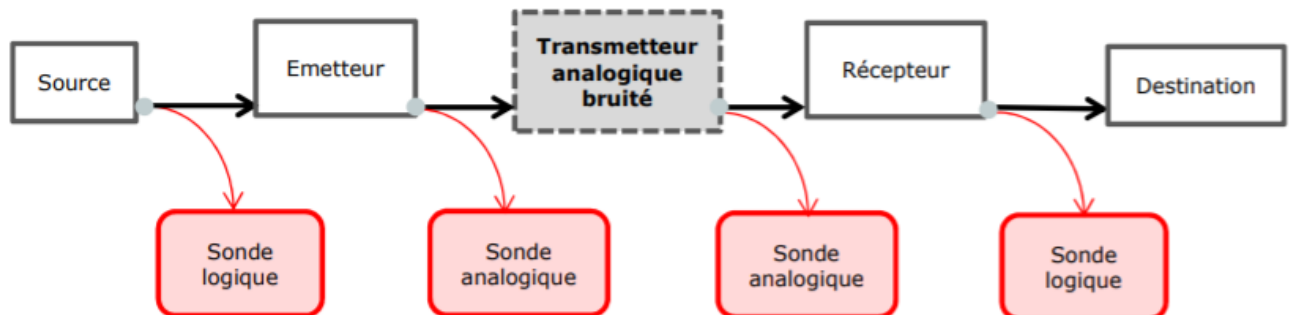 Source
Emetteur
Transmetteur
analogique
bruité
Récepteur
Destination
Sonde
logique
Sonde
analogique
Sonde
analogique
Sonde
logique